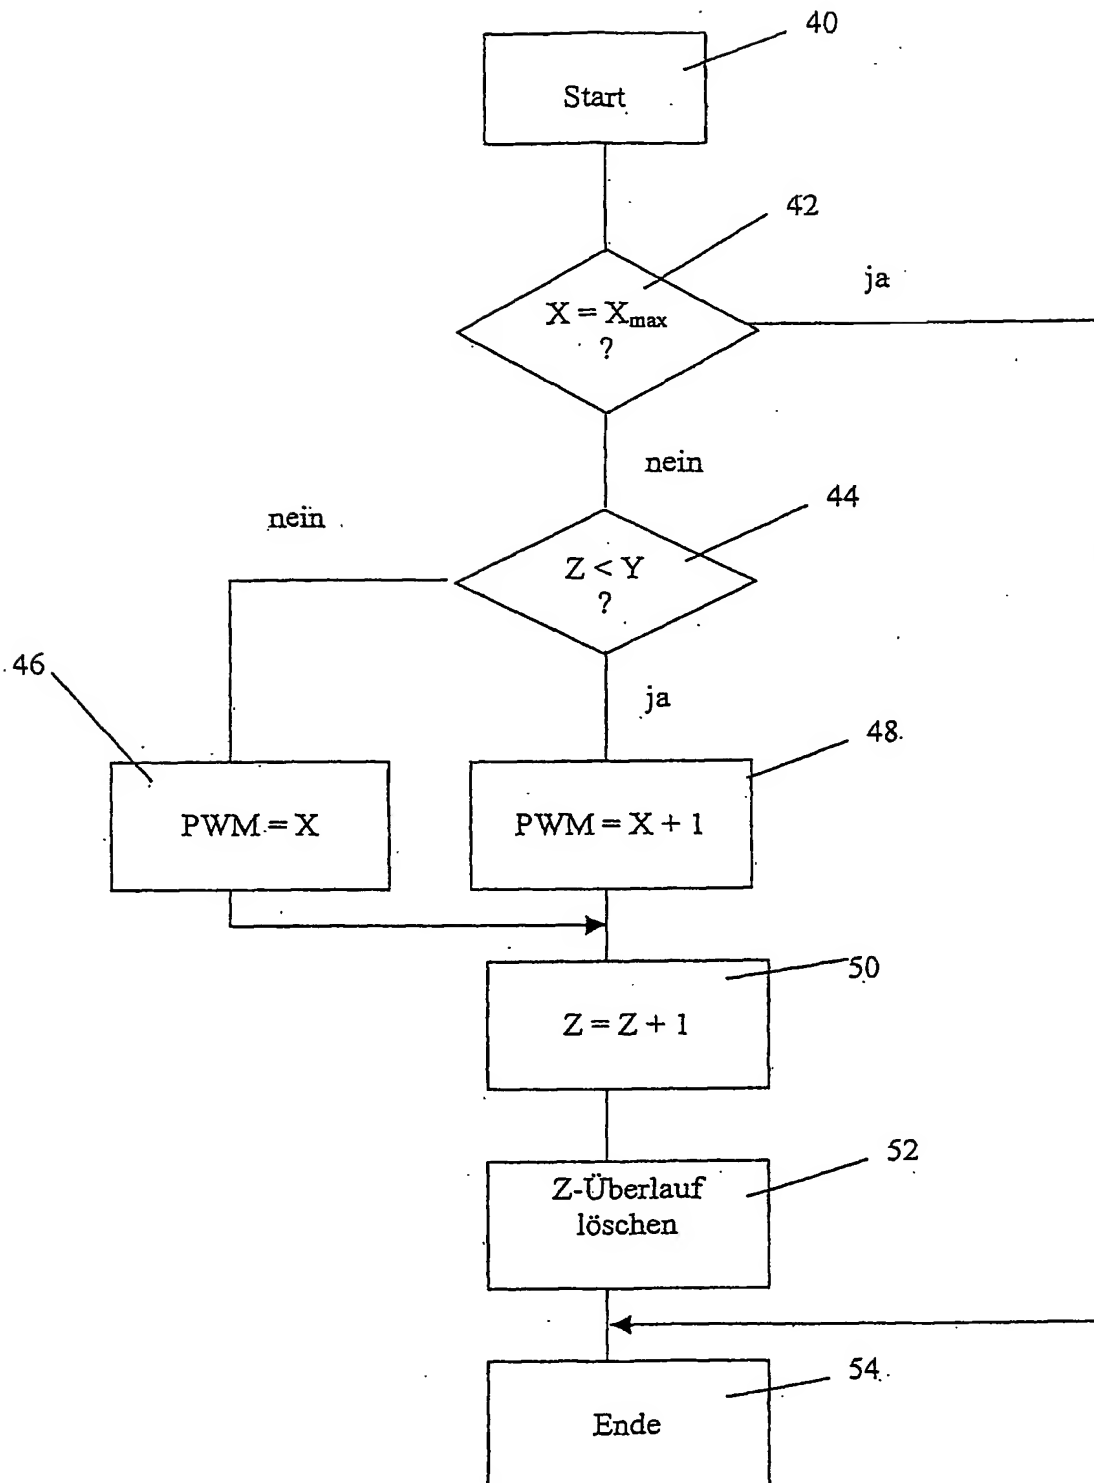 40
Start
42
ja
X = Xmax
?
nein
44
nein
Z < Y
?
46
ja
48
PWM = X
PWM = X + 1
50
Z = Z + 1
52
Z-Überlauf
löschen
54
Ende